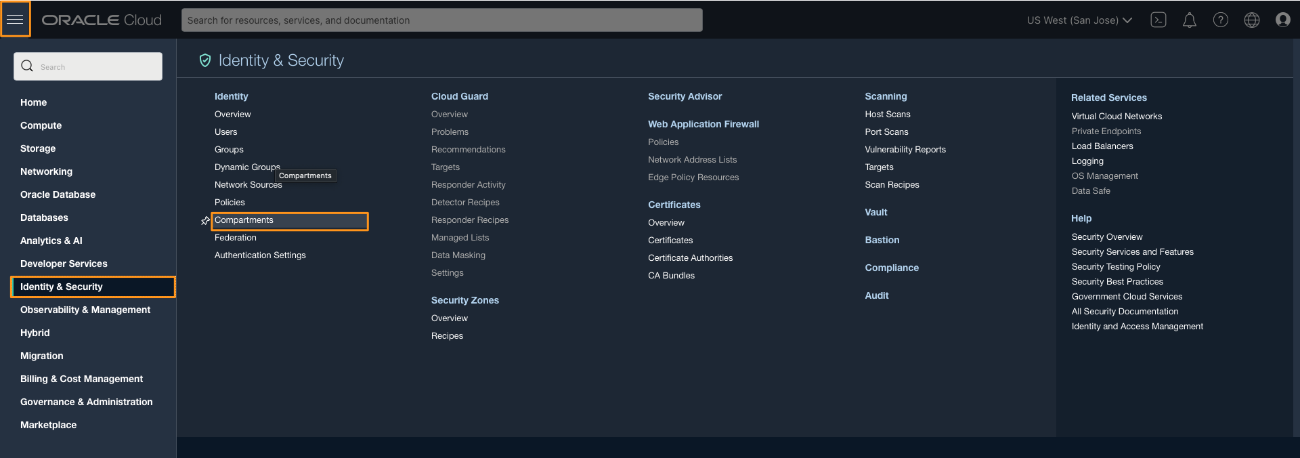 ORACLE Cloud
Search for resources, services, and documentation
US West (San Jose)
Search
Home
Compute
Storage
Networking
Oracle Database
Databases
Analytics & AI
Developer Services
Identity & Security
Observability & Management
Hybrid
Migration
Billing & Cost Management
Governance & Administration
Marketplace
Identity & Security
Identity
Overview
Users
Groups
Dynamic Groups
Compartments
Network Sources
Policies
Compartments
Federation
Authentication Settings
Cloud Guard
Overview
Problems
Recommendations
Targets
Responder Activity
Detector Recipes
Responder Recipes
Managed Lists
Data Masking
Settings
Security Zones
Overview
Recipes
Security Advisor
Web Application Firewall
Policies
Network Address Lists
Edge Policy Resources
Certificates
Overview
Certificates
Certificate Authorities
CA Bundles
Scanning
Host Scans
Port Scans
Vulnerability Reports
Targets
Scan Recipes
Vault
Bastion
Compliance
Audit
Related Services
Virtual Cloud Networks
Private Endpoints
Load Balancers
Logging
OS Management
Data Safe
Help
Security Overview
Security Services and Features
Security Testing Policy
Security Best Practices
Government Cloud Services
All Security Documentation
Identity and Access Management